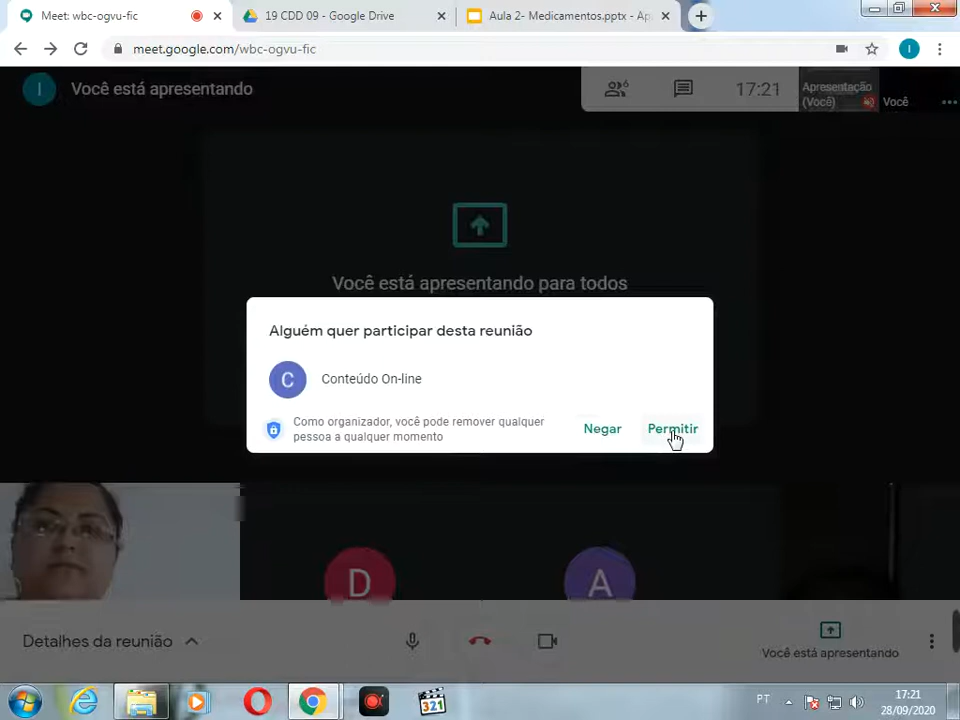 Meet: wbc-ogvu-fic
19 CDD 09 - Google Drive
Aula 2- Medicamentos.pptx - Ap
meet.google.com/wbc-ogvu-fic
I
I
Você está apresentando
6
17:21
Apresentação
(Você)
Você
Você está apresentando para todos
Alguém quer participar desta reunião
C
Conteúdo On-line
Como organizador, você pode remover qualquer
pessoa a qualquer momento
Negar
Permitir
D
A
Detalhes da reunião
Você está apresentando
321
PT
17:21
28/09/2020